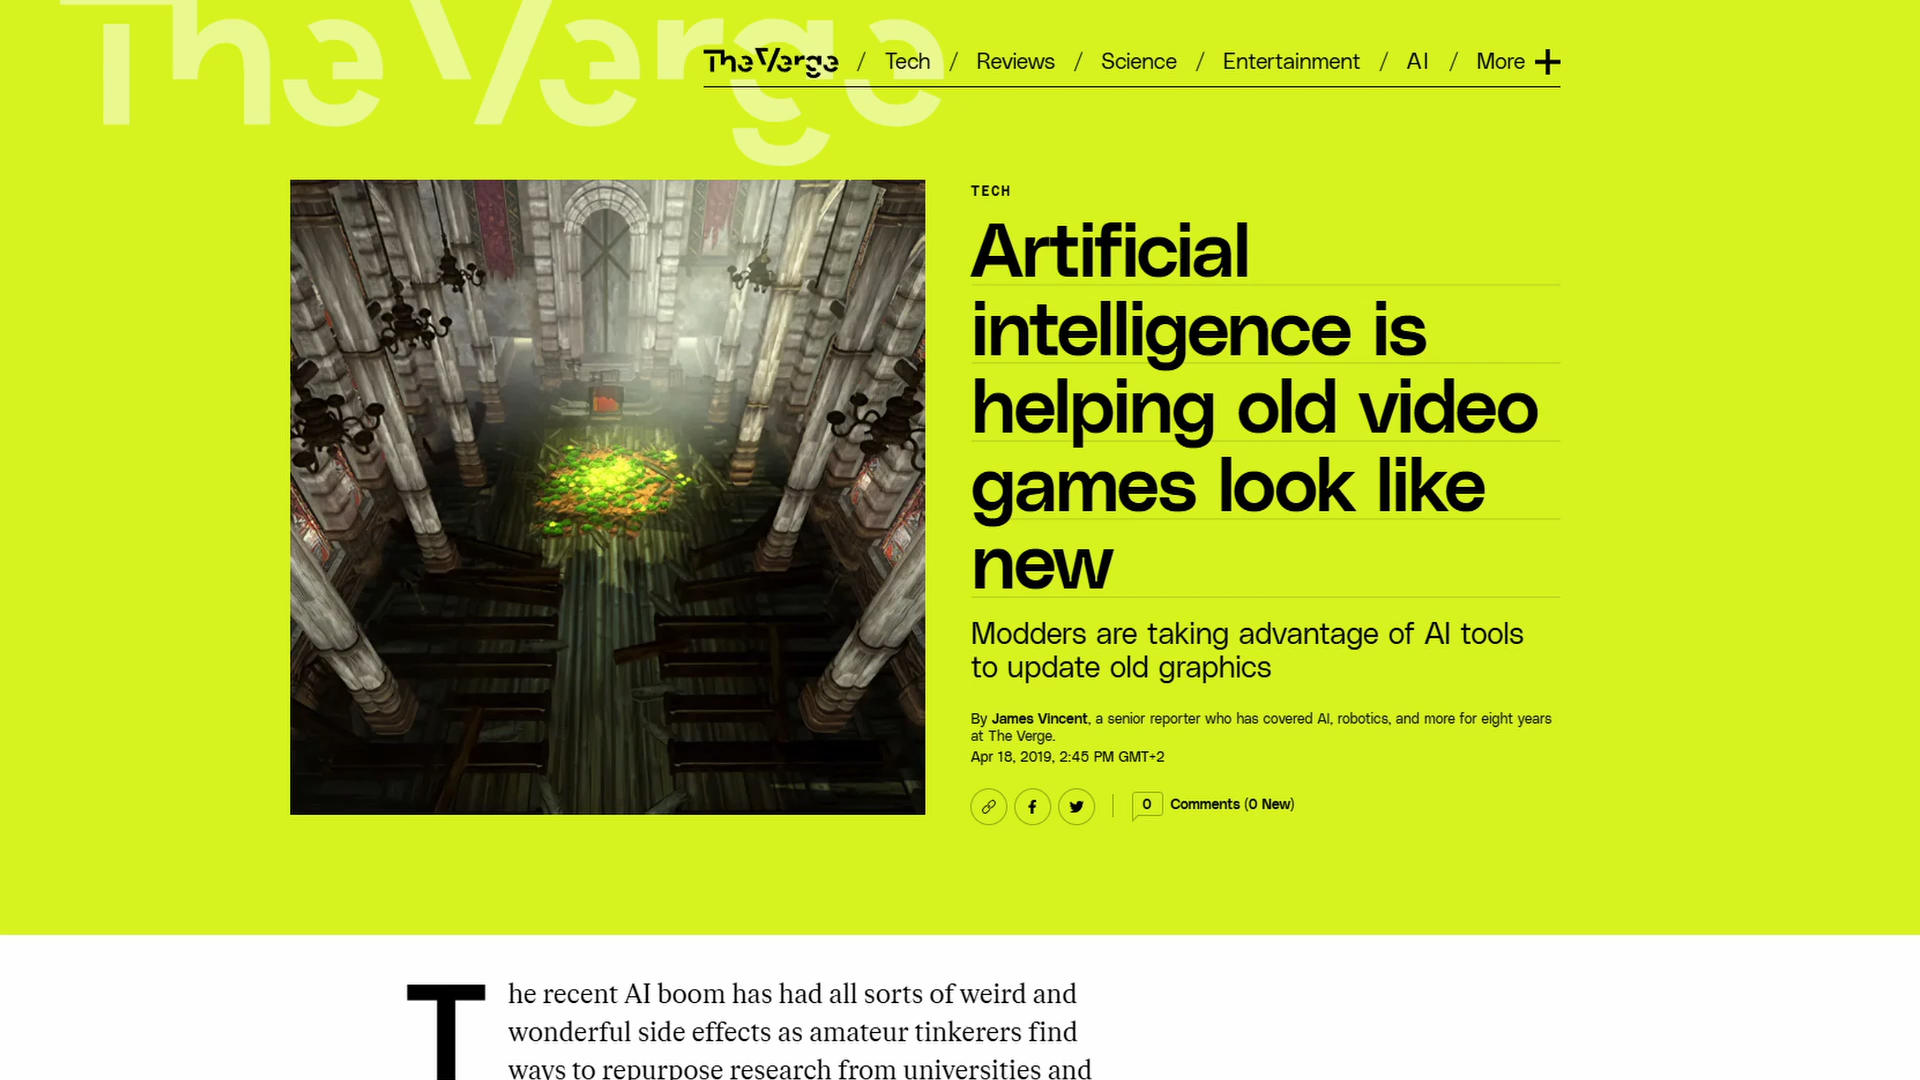 The Verge
The Verge / Tech / Reviews / Science / Entertainment / AI / More +
TECH
Artificial
intelligence is
helping old video
games look like
new
Modders are taking advantage of AI tools
to update old graphics
By James Vincent, a senior reporter who has covered AI, robotics, and more for eight years
at The Verge.
Apr 18, 2019, 2:45 PM GMT+2
0 Comments (0 New)
The recent AI boom has had all sorts of weird and
wonderful side effects as amateur tinkerers find
ways to repurpose research from universities and